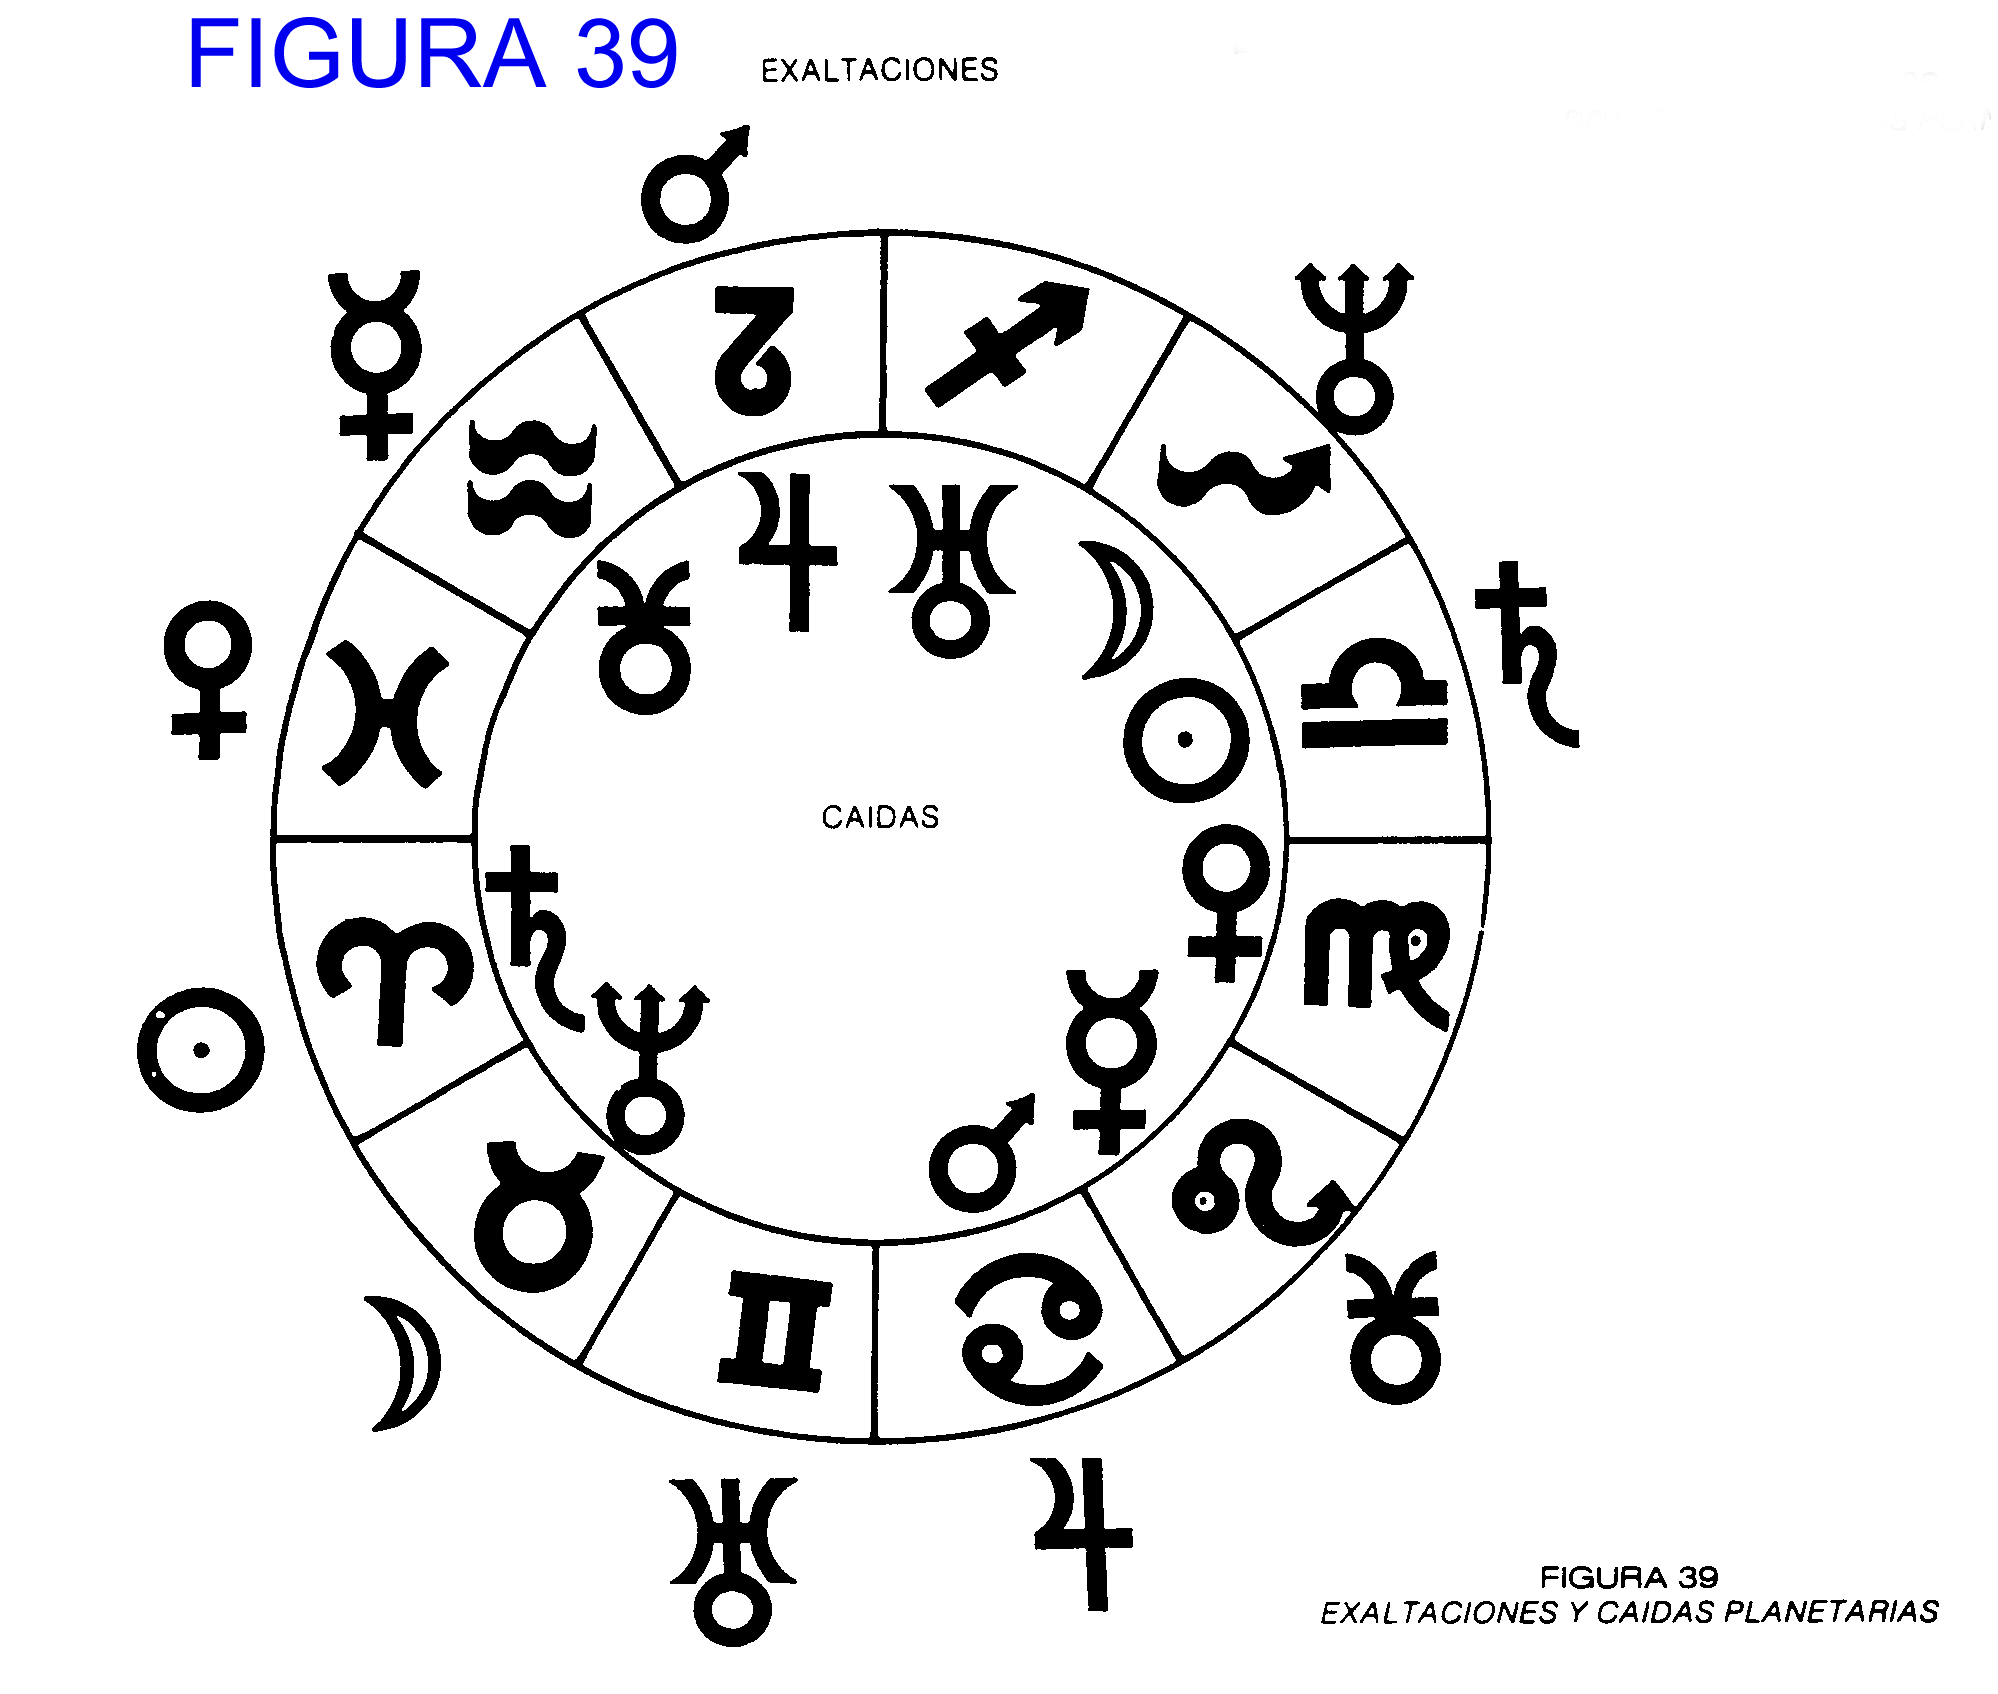 FIGURA 39
EXALTACIONES
CAIDAS
FIGURA 39
EXALTACIONES Y CAIDAS PLANETARIAS